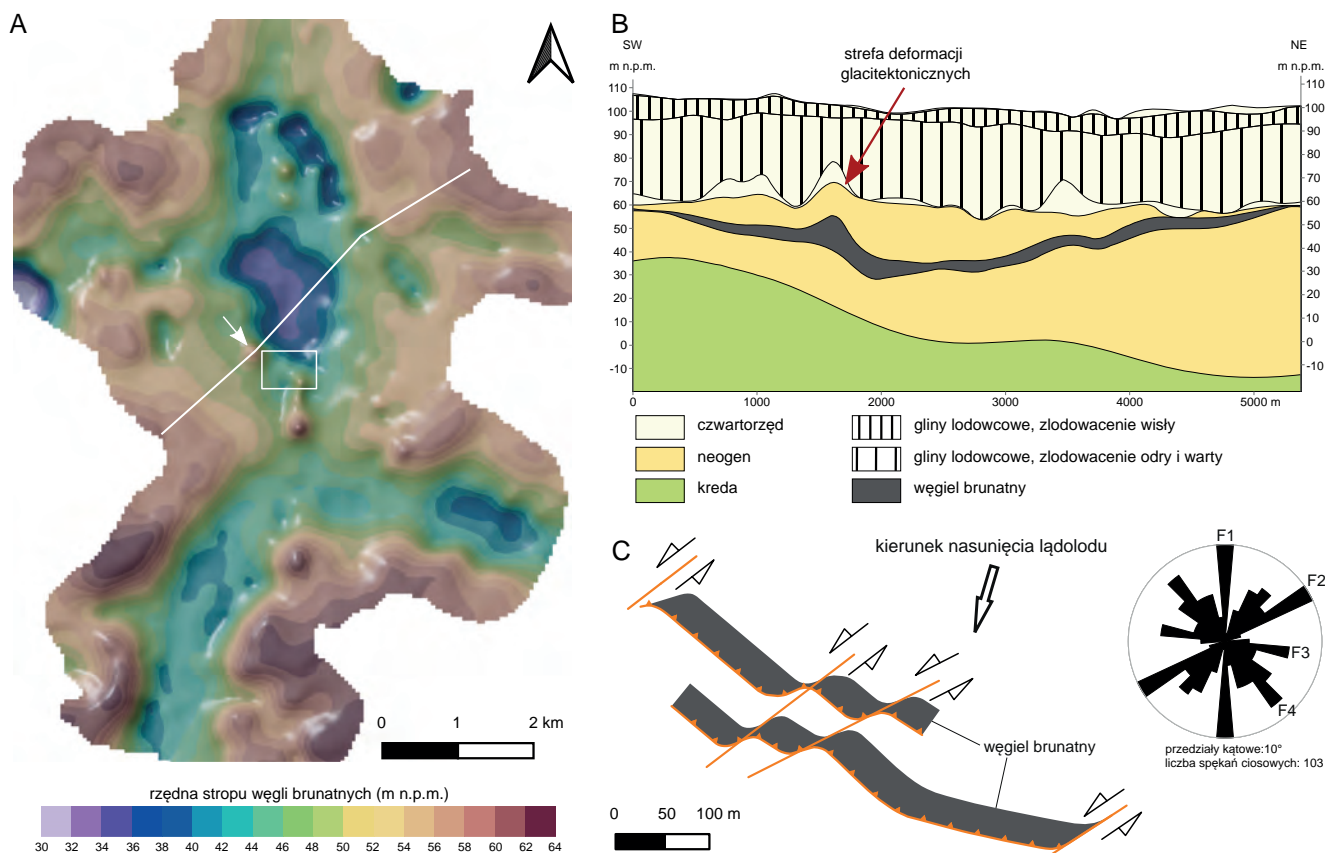 A
0 1 2 km
rzędna stropu węgli brunatnych (m n.p.m.)
30 32 34 36 38 40 42 44 46 48 50 52 54 56 58 60 62 64
B
SW
m n.p.m.
strefa deformacji
glacitektonicznych
NE
m n.p.m.
110
100
90
80
70
60
50
40
30
20
10
0
-10
110
100
90
80
70
60
50
40
30
20
10
0
-10
0 1000 2000 3000 4000 5000 m
czwartorzęd
neogen
kreda
gliny lodowcowe, zlodowacenie wisły
gliny lodowcowe, zlodowacenie odry i warty
węgiel brunatny
C
kierunek nasunięcia lądolodu
węgiel brunatny
0 50 100 m
F1
F2
F3
F4
przedziały kątowe:10°
liczba spękań ciosowych: 103